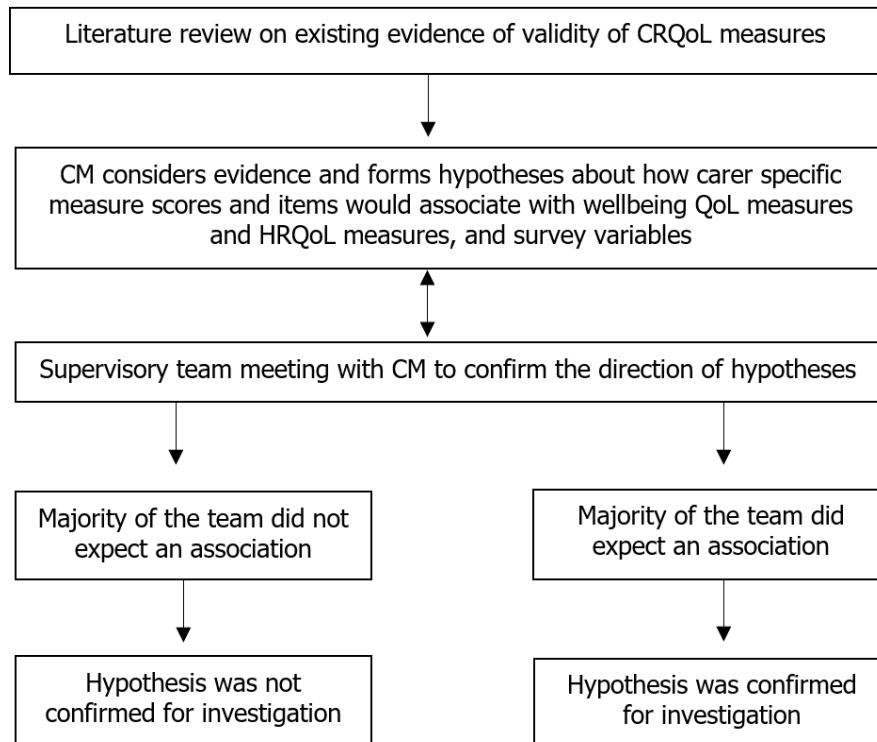 Literature review on existing evidence of validity of CRQoL measures
CM considers evidence and forms hypotheses about how carer specific
measure scores and items would associate with wellbeing QoL measures
and HRQoL measures, and survey variables
Supervisory team meeting with CM to confirm the direction of hypotheses
Majority of the team did not
expect an association
Majority of the team did
expect an association
Hypothesis was not
confirmed for investigation
Hypothesis was confirmed
for investigation